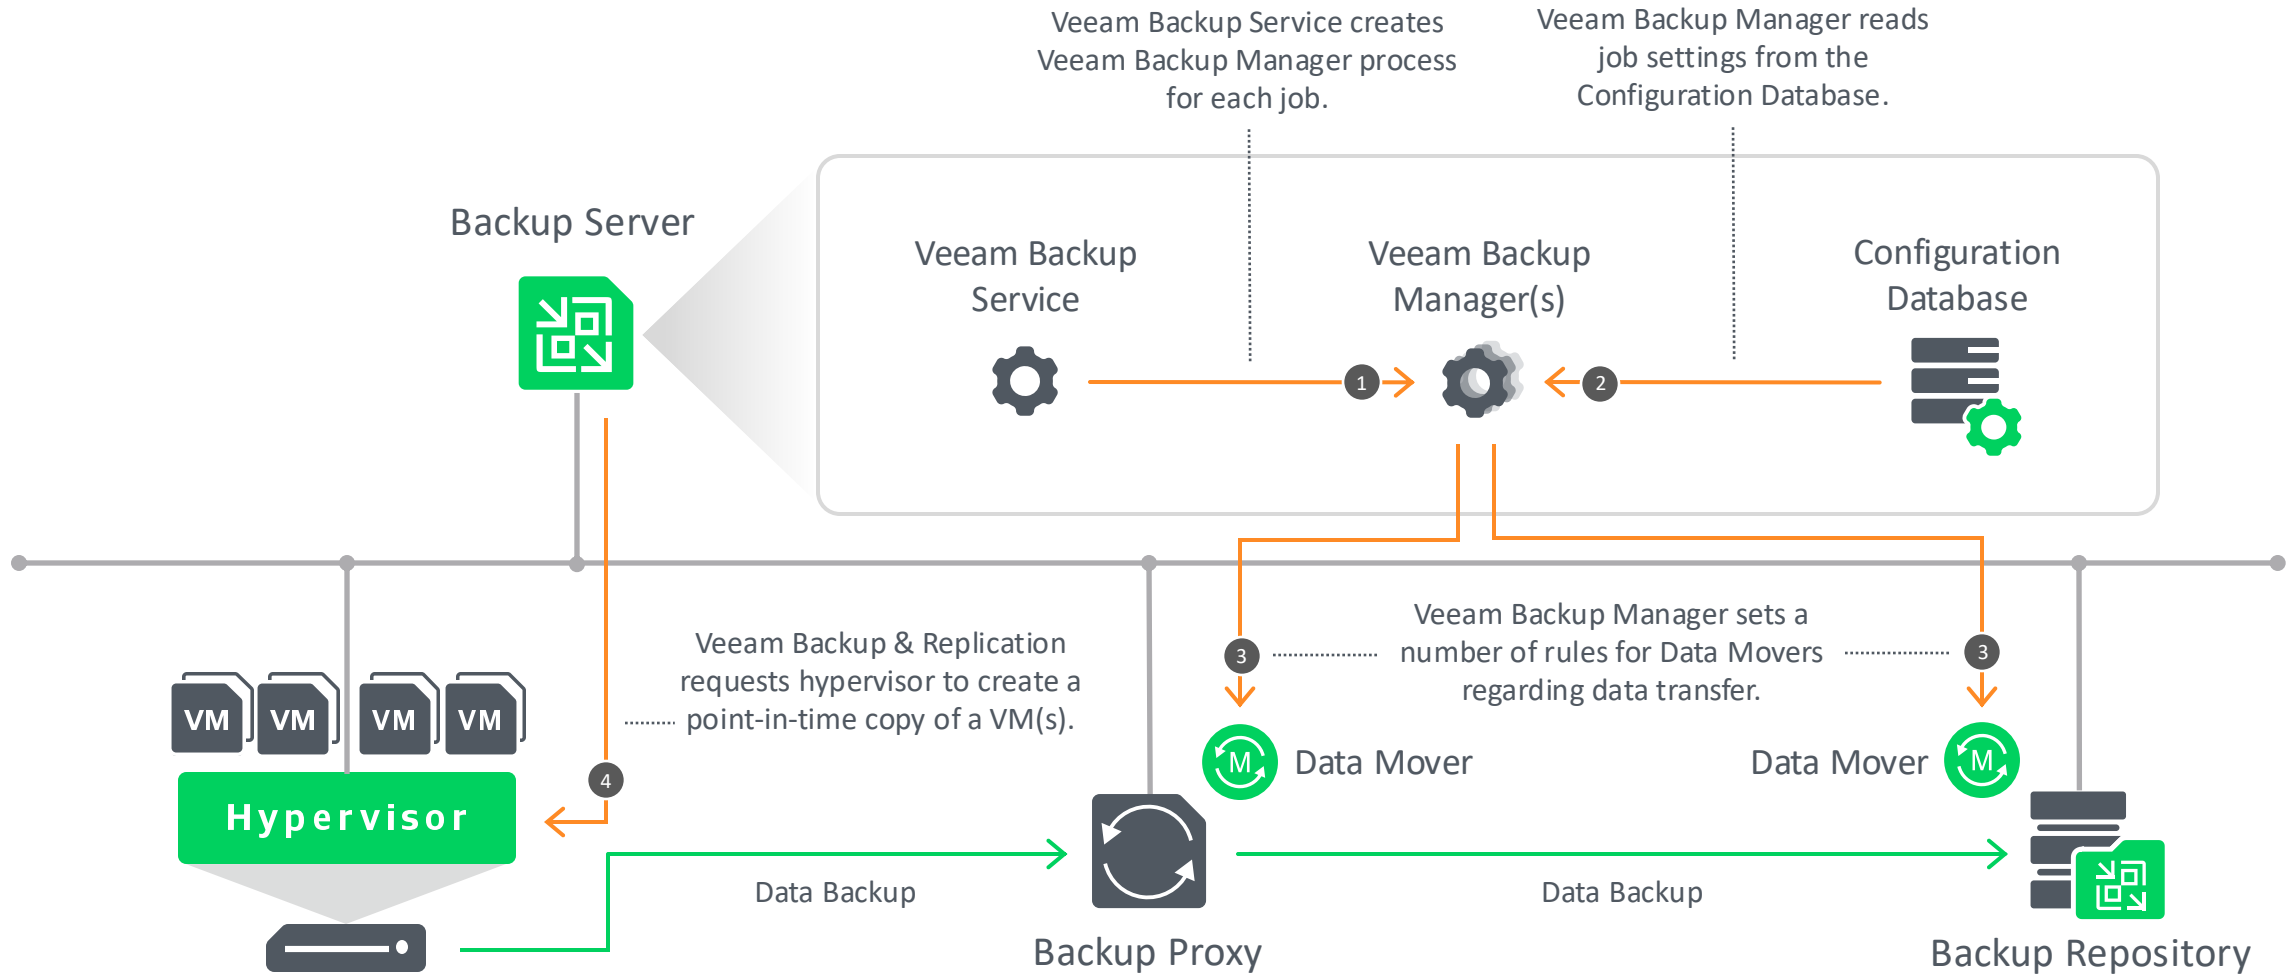 Veeam Backup Service creates
Veeam Backup Manager process
for each job.
Veeam Backup Manager reads
job settings from the
Configuration Database.
Backup Server
Veeam Backup
Service
Veeam Backup
Manager(s)
Configuration
Database
1
2
Veeam Backup & Replication
requests hypervisor to create a
point-in-time copy of a VM(s).
3
Veeam Backup Manager sets a
number of rules for Data Movers
regarding data transfer.
3
VM
VM
VM
VM
4
M
Data Mover
Data Mover
M
Hypervisor
Data Backup
Data Backup
Backup Proxy
Backup Repository